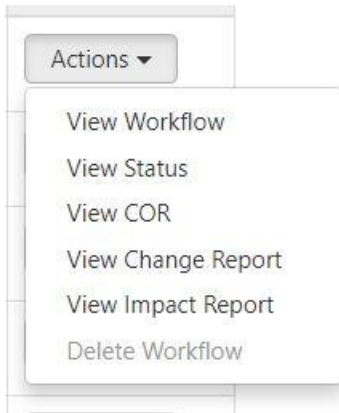 Actions
View Workflow
View Status
View COR
View Change Report
View Impact Report
Delete Workflow